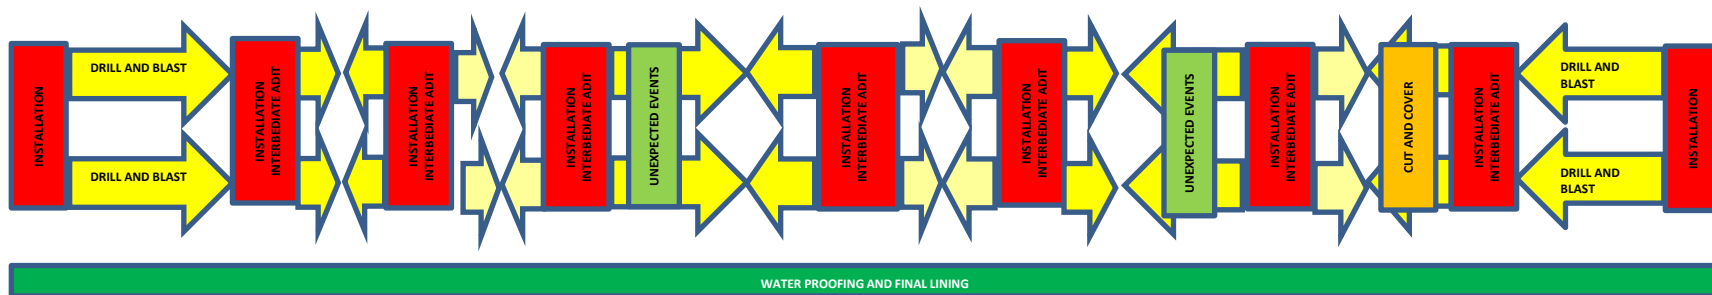 INSTALLATION
DRILL AND BLAST
DRILL AND BLAST
INSTALLATION
INTERBEDIATE ADIT
INSTALLATION
INTERBEDIATE ADIT
INSTALLATION
INTERBEDIATE ADIT
UNEXPECTED EVENTS
INSTALLATION
INTERBEDIATE ADIT
INSTALLATION
INTERBEDIATE ADIT
UNEXPECTED EVENTS
INSTALLATION
INTERBEDIATE ADIT
CUT AND COVER
INSTALLATION
INTERBEDIATE ADIT
DRILL AND
BLAST
DRILL AND
BLAST
INSTALLATION
WATER PROOFING AND FINAL LINING